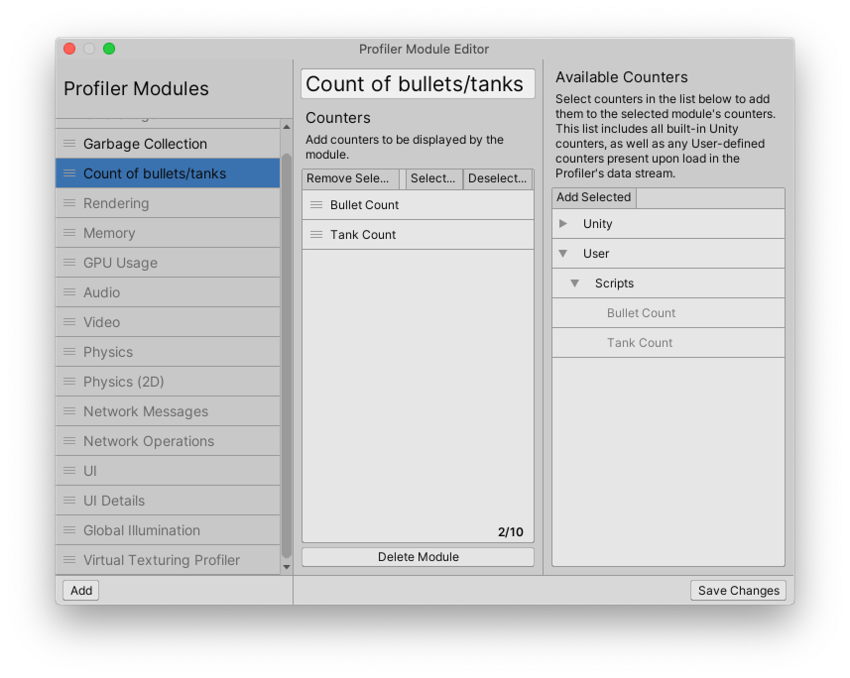 Profiler Module Editor
Profiler Modules
Garbage Collection
Count of bullets/tanks
Rendering
Memory
GPU Usage
Audio
Video
Physics
Physics (2D)
Network Messages
Network Operations
UI
UI Details
Global Illumination
Virtual Texturing Profiler
Add
Count of bullets/tanks
Counters
Add counters to be displayed by the
module.
Remove Sele...
Select...
Deselect...
Bullet Count
Tank Count
2/10
Delete Module
Available Counters
Select counters in the list below to add
them to the selected module's counters.
This list includes all built-in Unity
counters, as well as any User-defined
counters present upon load in the
Profiler's data stream.
Add Selected
Unity
User
Scripts
Bullet Count
Tank Count
Save Changes